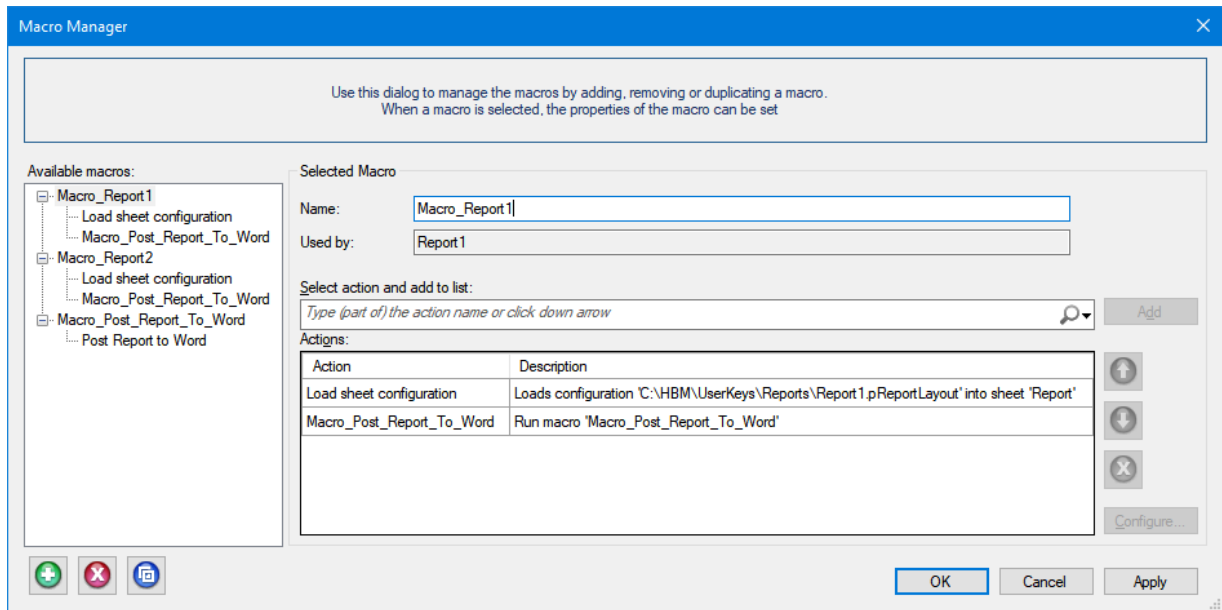 Macro Manager
Use this dialog to manage the macros by adding, removing or duplicating a macro.
When a macro is selected, the properties of the macro can be set
Available macros:
Macro_Report1
Load sheet configuration
Macro_Post_Report_To_Word
Macro_Report2
Load sheet configuration
Macro_Post_Report_To_Word
Macro_Post_Report_To_Word
Post Report to Word
Selected Macro
Name: Macro_Report1
Used by: Report1
Select action and add to list:
Type (part of) the action name or click down arrow
Add
Actions:
Action Description
Load sheet configuration Loads configuration 'C:\HBM\UserKeys\Reports\Report1.pReportLayout' into sheet 'Report'
Macro_Post_Report_To_Word Run macro 'Macro_Post_Report_To_Word'
Configure...
OK Cancel Apply